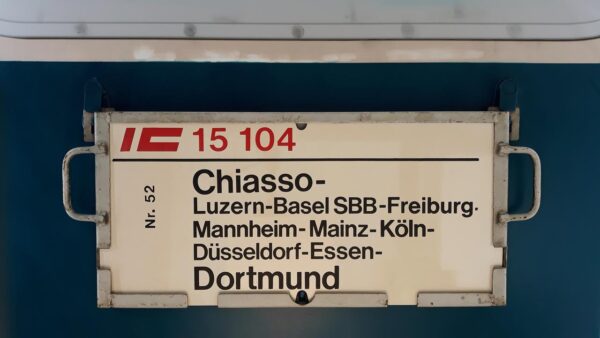 IC 15 104
Nr. 52
Chiasso-
Luzern-Basel SBB-Freiburg-
Mannheim-Mainz-Köln-
Düsseldorf-Essen-
Dortmund